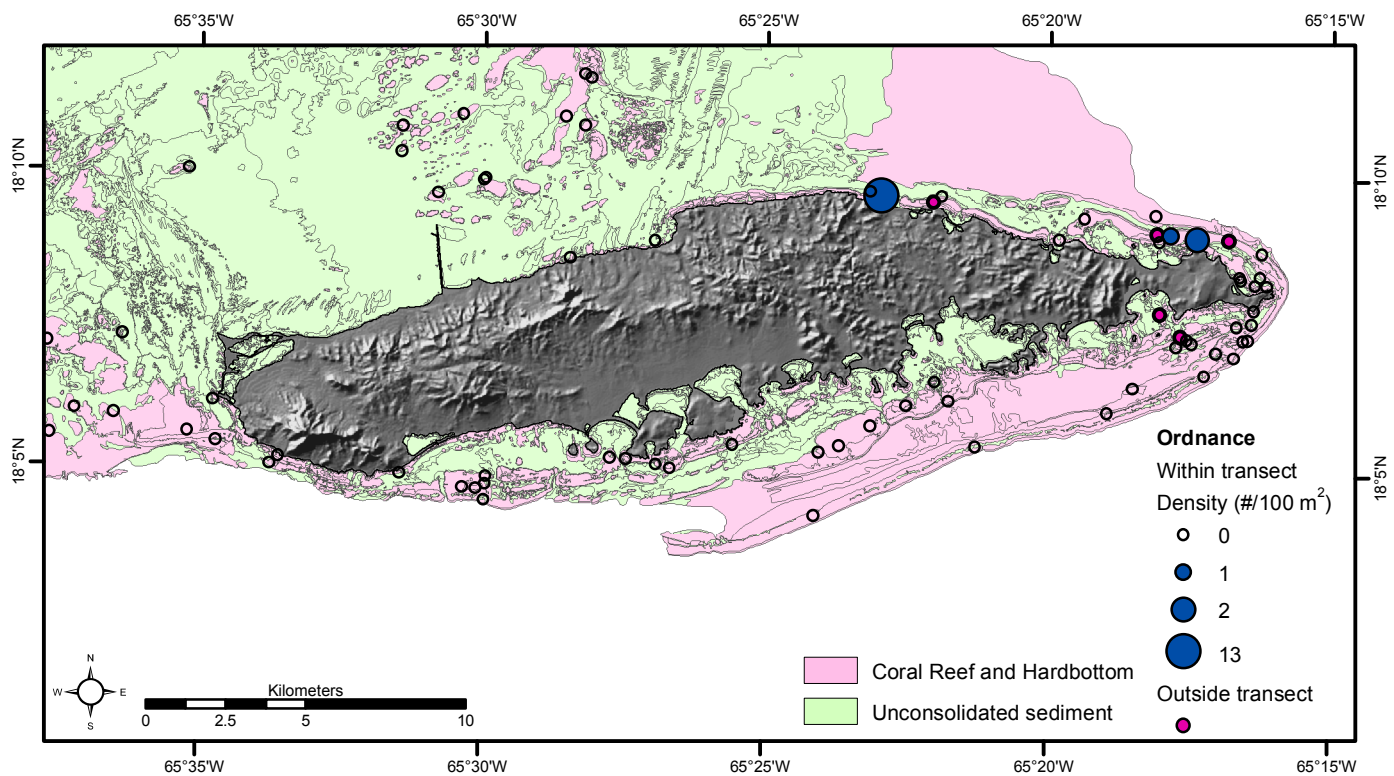 65°35'W 65°30'W 65°25'W 65°20'W 65°15'W
18°10'N
18°10'N
18°5'N
18°5'N
Ordnance
Within transect
Density (#/100 m²)
0
1
2
13
Outside transect
Coral Reef and Hardbottom
Unconsolidated sediment
N
W E
S
Kilometers
0 2.5 5 10
65°35'W 65°30'W 65°25'W 65°20'W 65°15'W